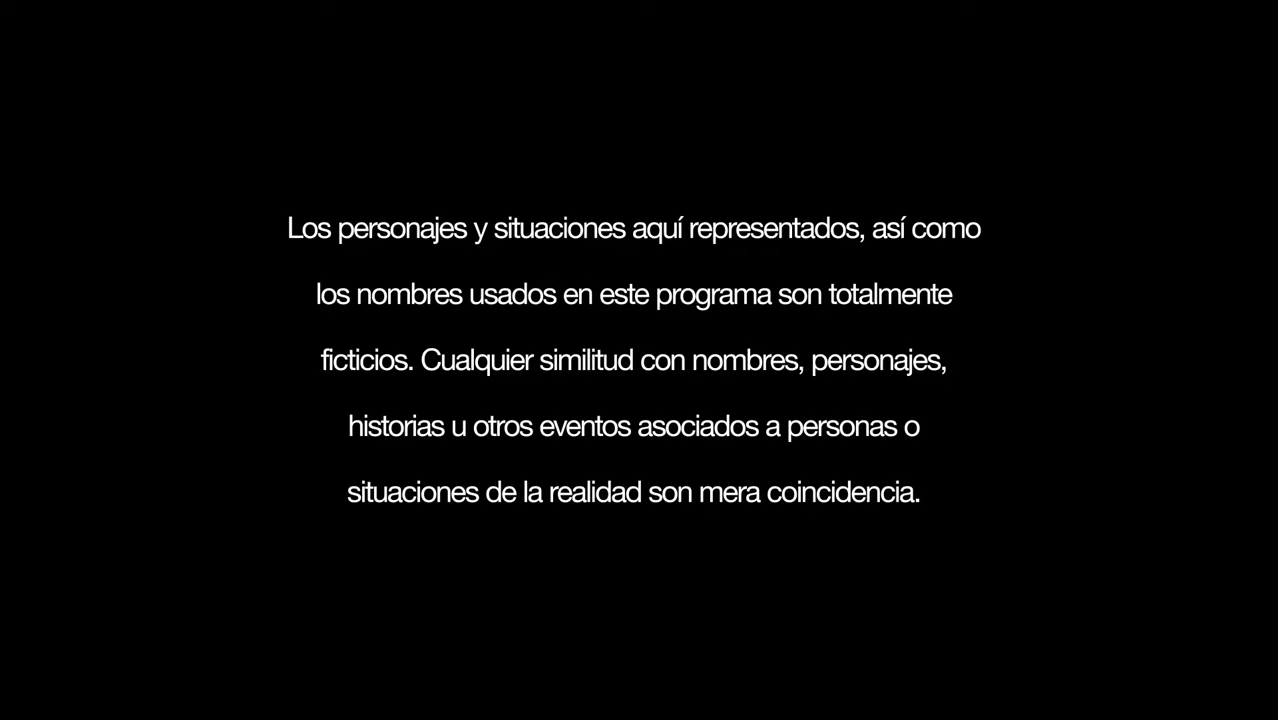 Los personajes y situaciones aquí representados, así como
los nombres usados en este programa son totalmente
ficticios. Cualquier similitud con nombres, personajes,
historias u otros eventos asociados a personas o
situaciones de la realidad son mera coincidencia.